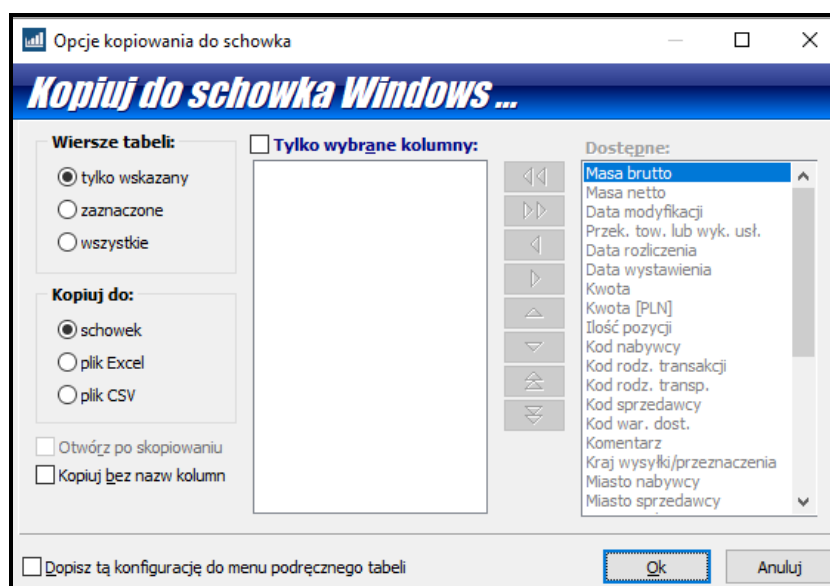 Opcje kopiowania do schowka
Kopiuj do schowka Windows ...
Wiersze tabeli:
tylko wskazany
zaznaczone
wszystkie
Kopiuj do:
schowek
plik Excel
plik CSV
Otwórz po skopiowaniu
Kopiuj bez nazw kolumn
Tylko wybrane kolumny:
Dostępne:
Masa brutto
Masa netto
Data modyfikacji
Przek. tow. lub wyk. usł.
Data rozliczenia
Data wystawienia
Kwota
Kwota [PLN]
Ilość pozycji
Kod nabywcy
Kod rodz. transakcji
Kod rodz. transp.
Kod sprzedawcy
Kod war. dost.
Komentarz
Kraj wysyłki/przeznaczenia
Miasto nabywcy
Miasto sprzedawcy
Dopisz tą konfigurację do menu podręcznego tabeli
Ok
Anuluj